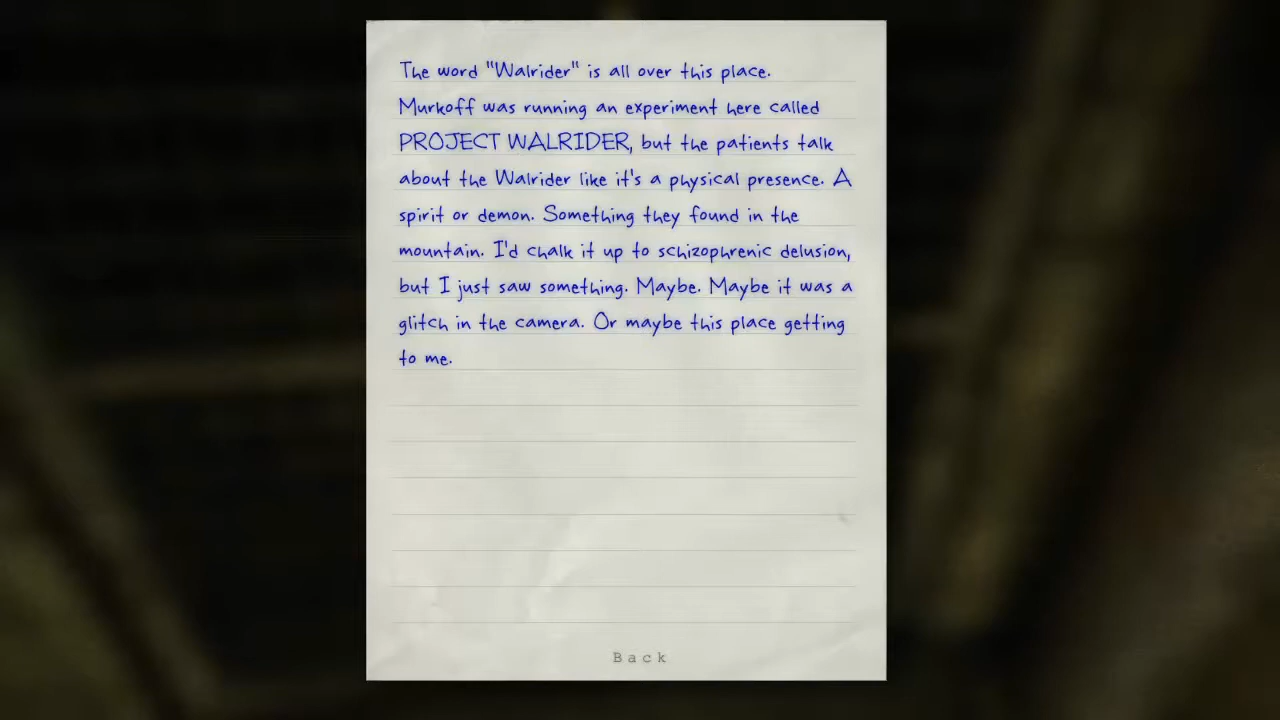 The word "Walrider" is all over this place.
Murkoff was running an experiment here called
PROJECT WALRIDER, but the patients talk
about the Walrider like it's a physical presence. A
spirit or demon. Something they found in the
mountain. I'd chalk it up to schizophrenic delusion,
but I just saw something. Maybe. Maybe it was a
glitch in the camera. Or maybe this place getting
to me.
Back